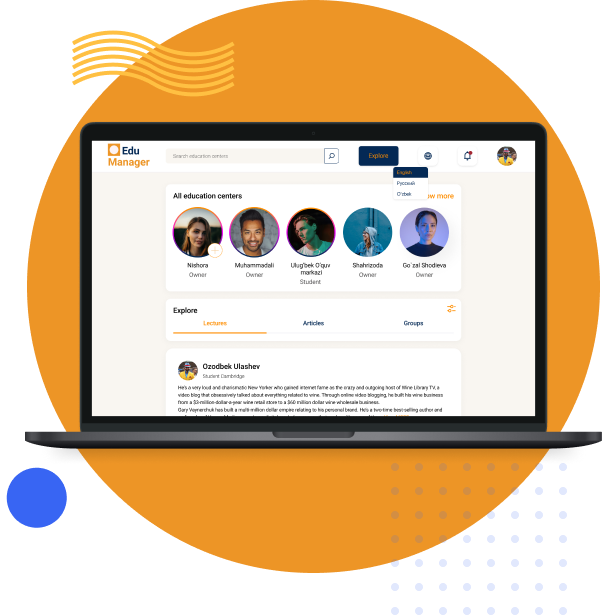 Edu
Manager
Search education centers
Explore
English
Русский
O'zbek
All education centers
more
Nishora
Owner
Muhammadali
Owner
Ulug'bek O'quv
markazi
Student
Shahrizoda
Owner
Go`zal Shodieva
Owner
Explore
Lectures
Articles
Groups
Ozodbek Ulashev
Student Cambridge
He's a very loud and charismatic New Yorker who gained internet fame as the crazy and outgoing host of Wine Library TV, a
video blog that obsessively talked about everything related to wine. Through online video blogging, he built his wine business
from a $3-million-dollar-a-year wine retail store to a $60 million dollar wine wholesale business.
Gary Vaynerchuk has built a multi-million dollar empire relating to his personal brand. He's a two-time best-selling author and